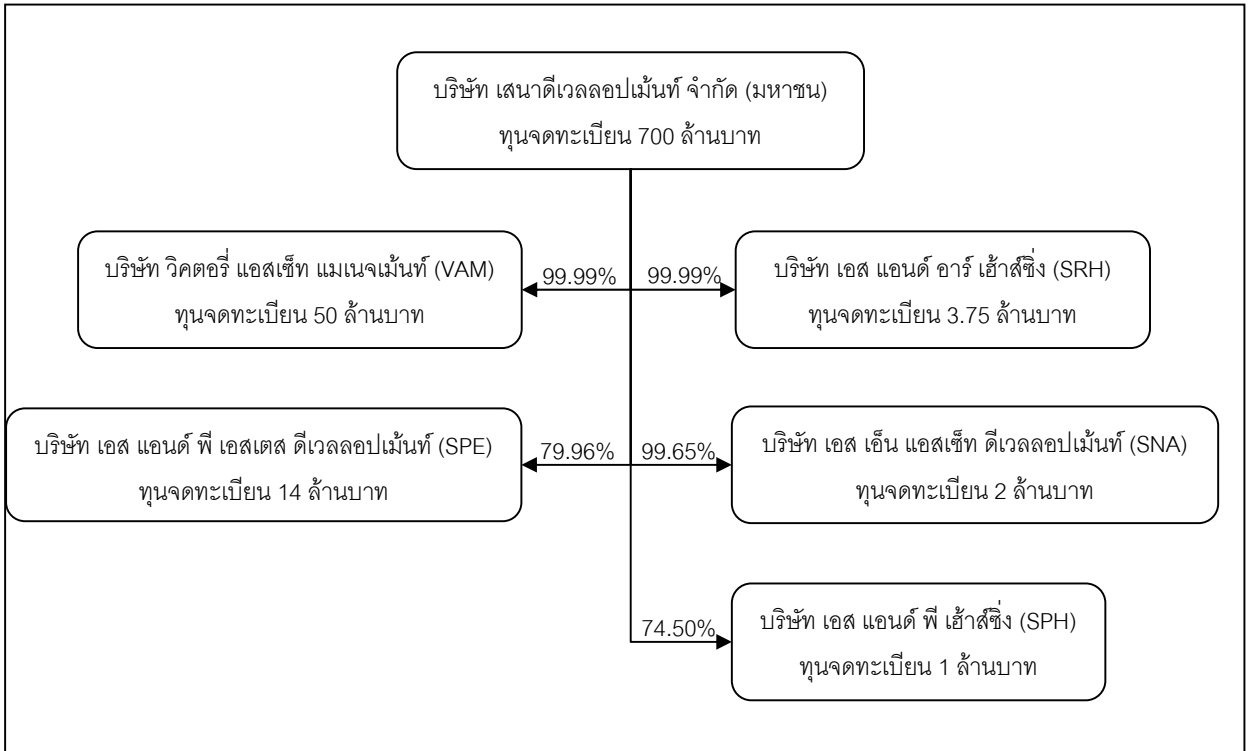 บริษัท เสนาดีเวลลอปเม้นท์ จำกัด (มหาชน)
ทุนจดทะเบียน 700 ล้านบาท
บริษัท วิคตอรี่ แอสเซ็ท แมเนจเม้นท์ (VAM)
ทุนจดทะเบียน 50 ล้านบาท
99.99%
99.99%
บริษัท เอส แอนด์ อาร์ เฮ้าส์ซิ่ง (SRH)
ทุนจดทะเบียน 3.75 ล้านบาท
บริษัท เอส แอนด์ พี เอสเตส ดีเวลลอปเม้นท์ (SPE)
ทุนจดทะเบียน 14 ล้านบาท
79.96%
99.65%
บริษัท เอส เอ็น แอสเซ็ท ดีเวลลอปเม้นท์ (SNA)
ทุนจดทะเบียน 2 ล้านบาท
74.50%
บริษัท เอส แอนด์ พี เฮ้าส์ซิ่ง (SPH)
ทุนจดทะเบียน 1 ล้านบาท